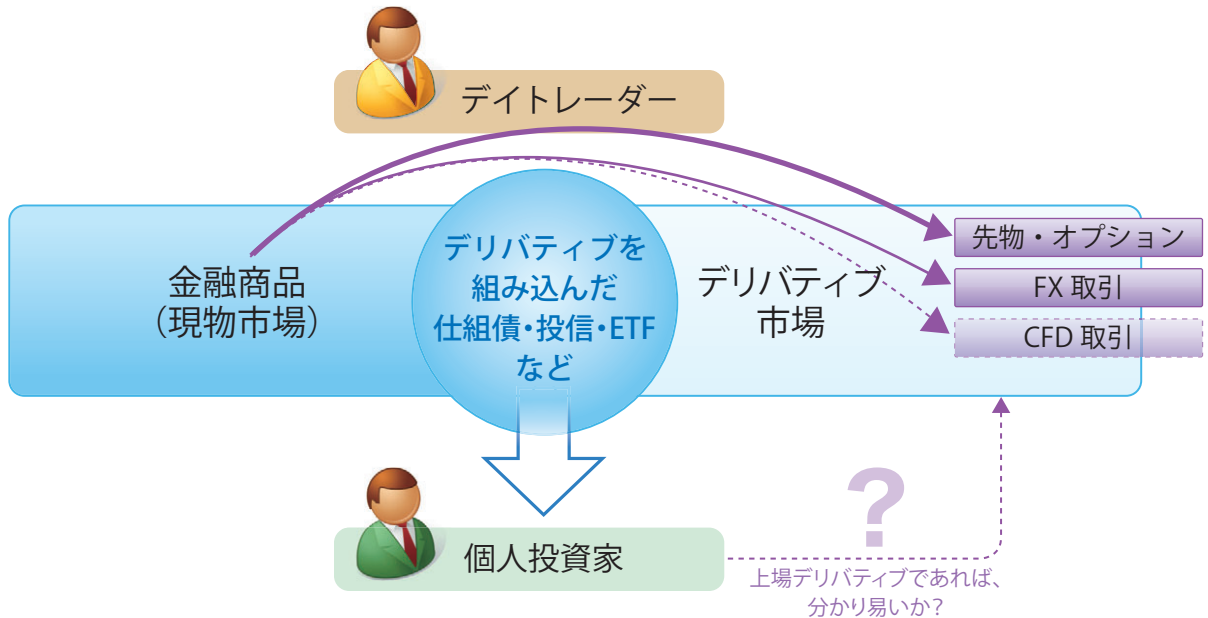 デイトレーダー
金融商品
（現物市場）
デリバティブを
組み込んだ
仕組債・投信・ETF
など
デリバティブ
市場
先物・オプション
FX 取引
CFD 取引
個人投資家
?
上場デリバティブであれば、
分かり易いか？